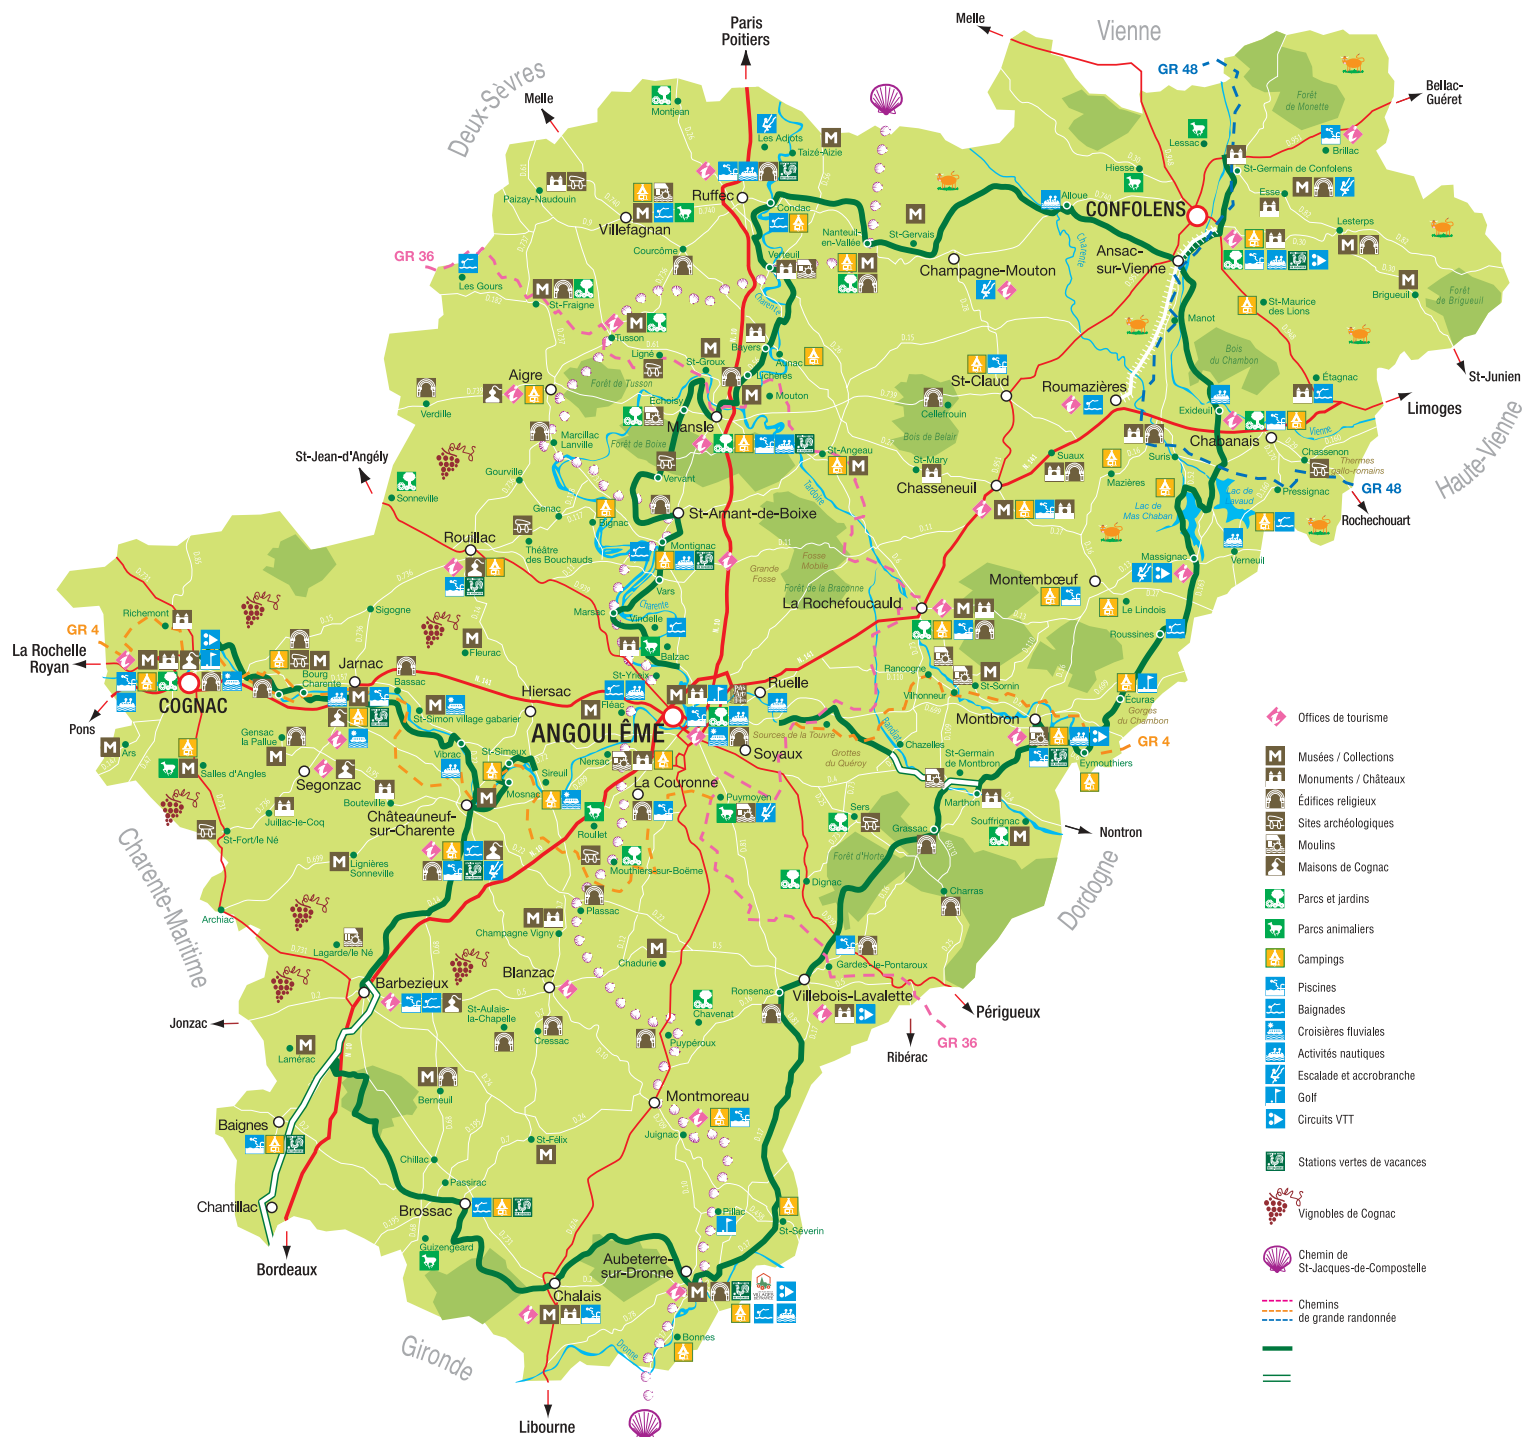 Paris
Poitiers
Melle
Vienne
Deux-Sèvres
Melle
GR 48
Bellac-
Guéret
Forêt
de Monette
Montjean
Les Adjots
Taizé-Aizie
Lessac
Brillac
Hiesse
St-Germain de Confolens
Esse
Paizay-Naudouin
Ruffec
Condac
Alloue
CONFOLENS
Lesterps
Villefagnan
Nanteuil-
en-Vallée
St-Gervais
Courcôme
Verteuil
Ansac-
sur-Vienne
Champagne-Mouton
GR 36
Les Gours
St-Fraigne
Charente
Charente
Brigueuil
Forêt
de Brigueuil
St-Maurice
des Lions
Manot
Tusson
Ligné
St-Groux
Bayers
Aunac
Lichères
Bois
du Chambon
Aigre
Forêt de Tusson
Echoisy
Mouton
Mansle
St-Claud
Roumazières
Étagnac
St-Junien
Verdille
Cellefrouin
Exideuil
Limoges
Marcillac
Lanville
Forêt de Boixe
Bois de Belair
Chabanais
Vienne
St-Jean-d'Angély
Gourville
Vervant
St-Angeau
St-Mary
Suaux
Suris
Chassenon
Thermes
gallo-romains
Haute-Vienne
Sonneville
Chasseneuil
Mazières
Pressignac
GR 48
Genac
Bignac
St-Amant-de-Boixe
Tardoire
Lac de
Lavaud
Lac de
Mas Chaban
Rochechouart
Théâtre
des Bouchauds
Rouillac
Montignac
Fosse
Mobile
Grande
Fosse
Forêt de la Braconne
Massignac
Verneuil
Vars
Montembœuf
Richemont
Sigogne
Marsac
Charente
Vindelle
La Rochefoucauld
Le Lindois
GR 4
Fleurac
Balzac
Roussines
La Rochelle
Royan
Jarnac
Bourg
Charente
Bassac
St-Yrieix
Rancogne
St-Sornin
Vilhonneur
COGNAC
Hiersac
Fléac
Ruelle
Écuras
Gorges
du Chambon
Pons
St-Simon village gabarier
ANGOULÊME
Montbron
Offices de tourisme
Gensac
la Pallue
Sources de la Touvre
Bandiat
Chazelles
GR 4
Ars
Vibrac
St-Simeux
Nersac
Soyaux
Grottes
du Quéroy
St-Germain
de Montbron
Eymouthiers
Musées / Collections
Salles d'Angles
Segonzac
Sireuil
Mosnac
La Couronne
Monuments / Châteaux
Bouteville
Puymoyen
Marthon
Édifices religieux
Juillac-le-Coq
Châteauneuf-
sur-Charente
Roullet
Sers
Souffrignac
Sites archéologiques
St-Fort/le Né
Grassac
Nontron
Moulins
Lignières
Sonneville
Mouthiers-sur-Boëme
Forêt d'Horte
Maisons de Cognac
Charente-Maritime
Dignac
Charras
Dordogne
Parcs et jardins
Archiac
Plassac
Parcs animaliers
Champagne Vigny
Lagarde/le Né
Chadurie
Gardes-le-Pontaroux
Campings
Barbezieux
Blanzac
Ronsenac
Villebois-Lavalette
Piscines
Baignades
St-Aulais-
la-Chapelle
Chavenat
Périgueux
Jonzac
Cressac
Puypéroux
Croisières fluviales
GR 36
Lamérac
Ribérac
Activités nautiques
Berneuil
Escalade et accrobranche
Montmoreau
Golf
Baignes
Juignac
Circuits VTT
St-Félix
Chillac
Passirac
Stations vertes de vacances
Chantillac
Brossac
Pillac
St-Séverin
Vignobles de Cognac
Guizengeard
Bordeaux
Aubeterre-
sur-Dronne
Chemin de
St-Jacques-de-Compostelle
Chalais
Chemins
de grande randonnée
Bonnes
Gironde
Dronne
Libourne